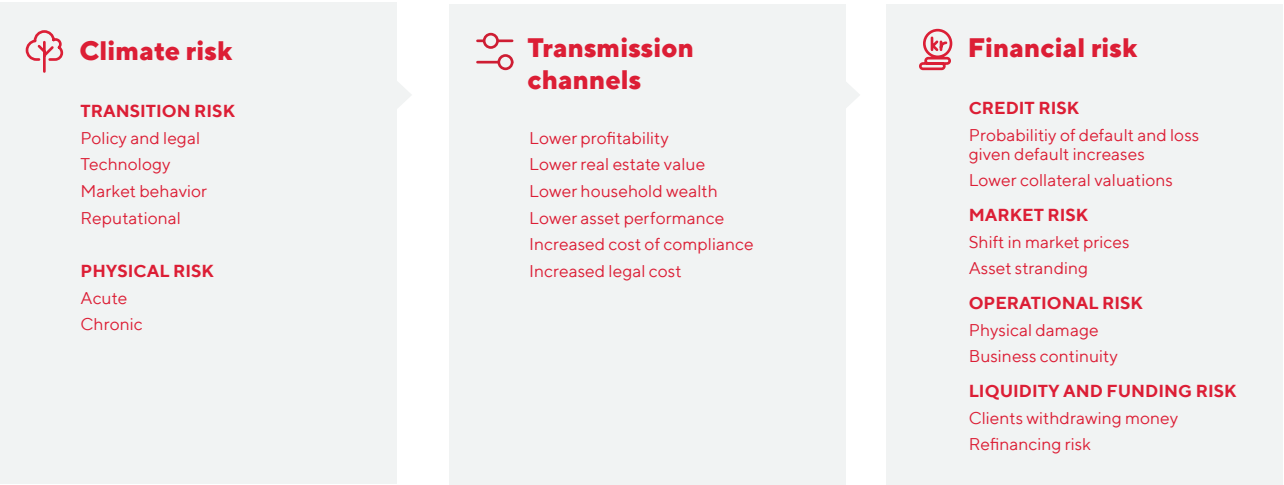 Climate risk
TRANSITION RISK
Policy and legal
Technology
Market behavior
Reputational
PHYSICAL RISK
Acute
Chronic
Transmission
channels
Lower profitability
Lower real estate value
Lower household wealth
Lower asset performance
Increased cost of compliance
Increased legal cost
kr
Financial risk
CREDIT RISK
Probabilitiy of default and loss
given default increases
Lower collateral valuations
MARKET RISK
Shift in market prices
Asset stranding
OPERATIONAL RISK
Physical damage
Business continuity
LIQUIDITY AND FUNDING RISK
Clients withdrawing money
Refinancing risk